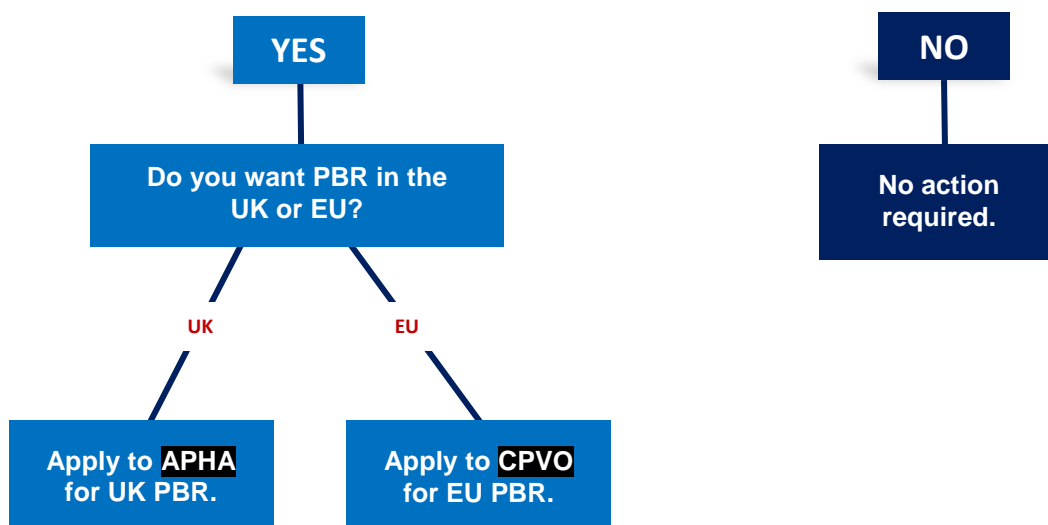 YES
NO
Do you want PBR in the
UK or EU?
No action
required.
UK
EU
Apply to APHA
for UK PBR.
Apply to CPVO
for EU PBR.